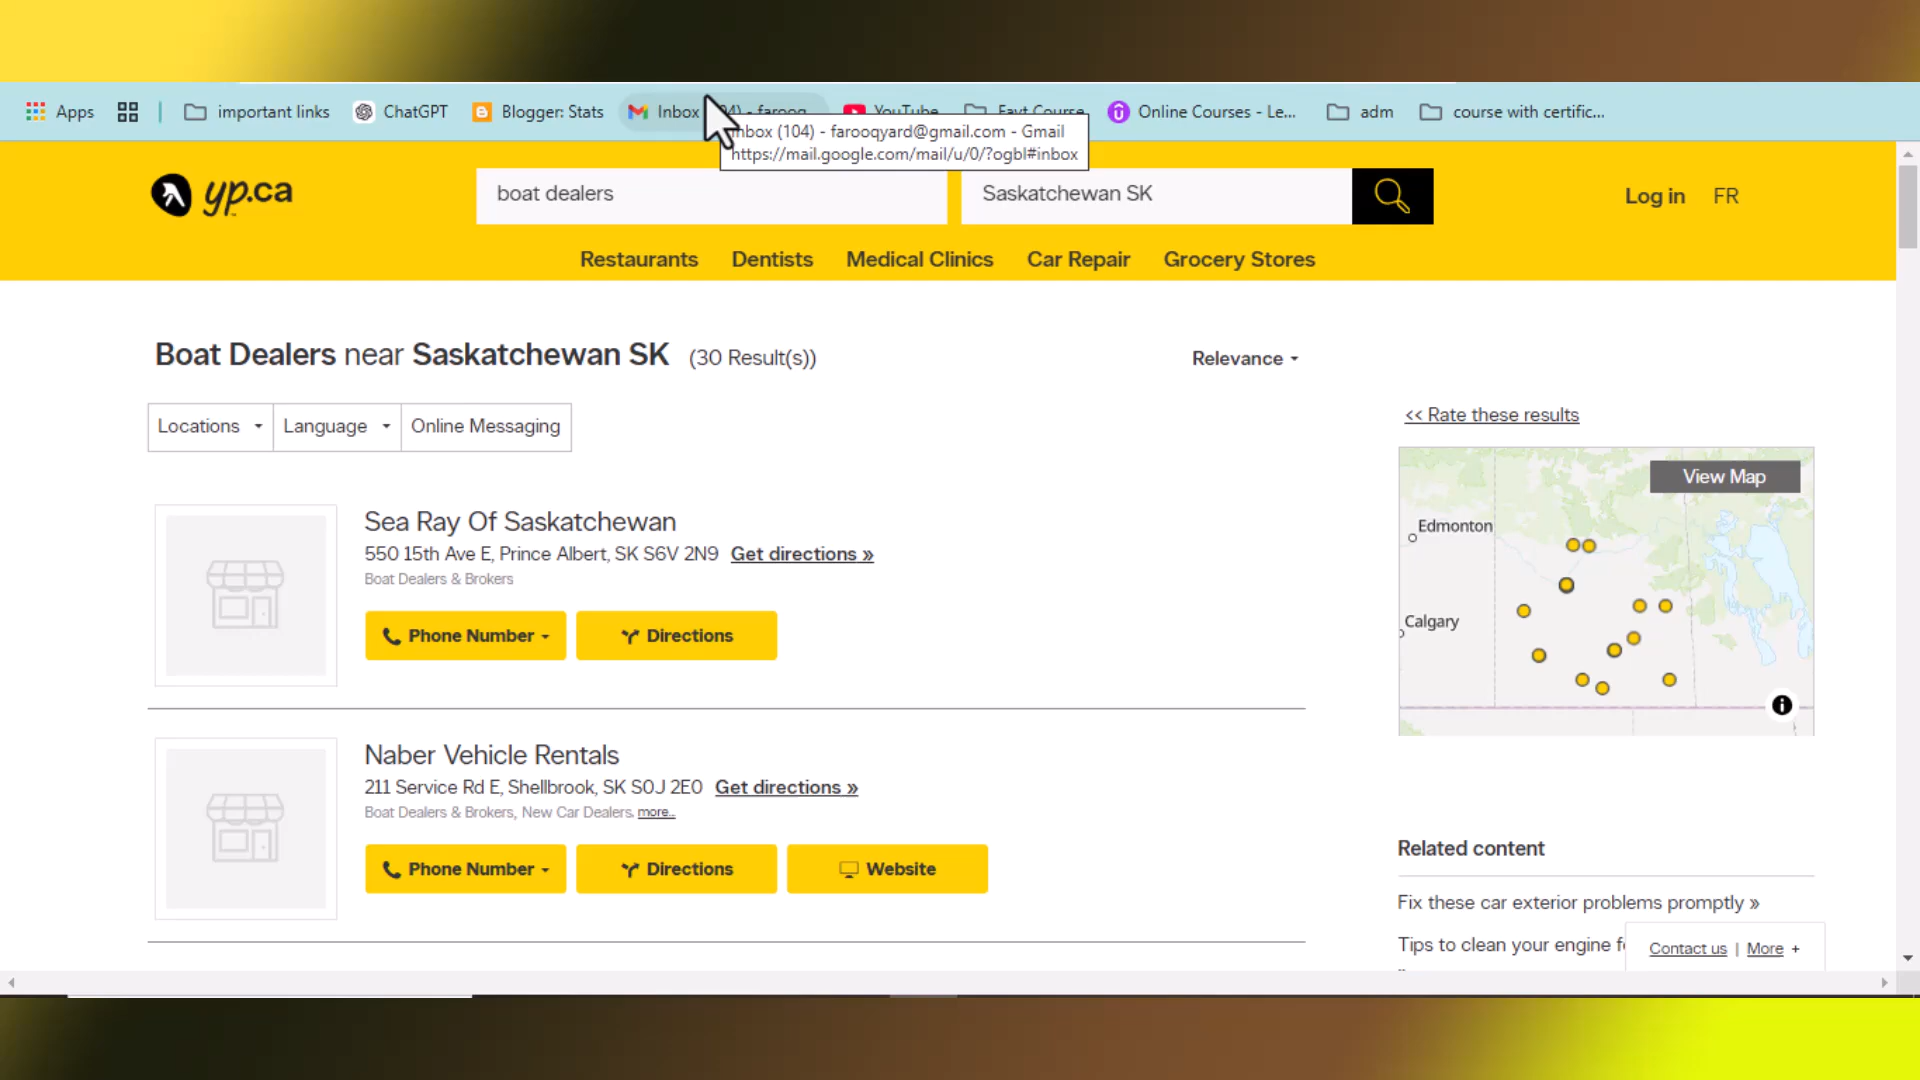 Apps
important links
ChatGPT
Blogger: Stats
Inbox
YouTube
Favt Course
Online Courses - Le...
adm
course with certific...
Inbox (104) - farooqyard@gmail.com - Gmail
https://mail.google.com/mail/u/0/?ogbl#inbox
yp.ca
boat dealers
Saskatchewan SK
Log in
FR
Restaurants
Dentists
Medical Clinics
Car Repair
Grocery Stores
Boat Dealers near Saskatchewan SK (30 Result(s))
Relevance
Locations
Language
Online Messaging
<< Rate these results
View Map
Edmonton
Calgary
Sea Ray Of Saskatchewan
550 15th Ave E, Prince Albert, SK S6V 2N9 Get directions »
Boat Dealers & Brokers
Phone Number
Directions
Naber Vehicle Rentals
211 Service Rd E, Shellbrook, SK S0J 2E0 Get directions »
Boat Dealers & Brokers, New Car Dealers, more...
Phone Number
Directions
Website
Related content
Fix these car exterior problems promptly »
Tips to clean your engine
Contact us | More +